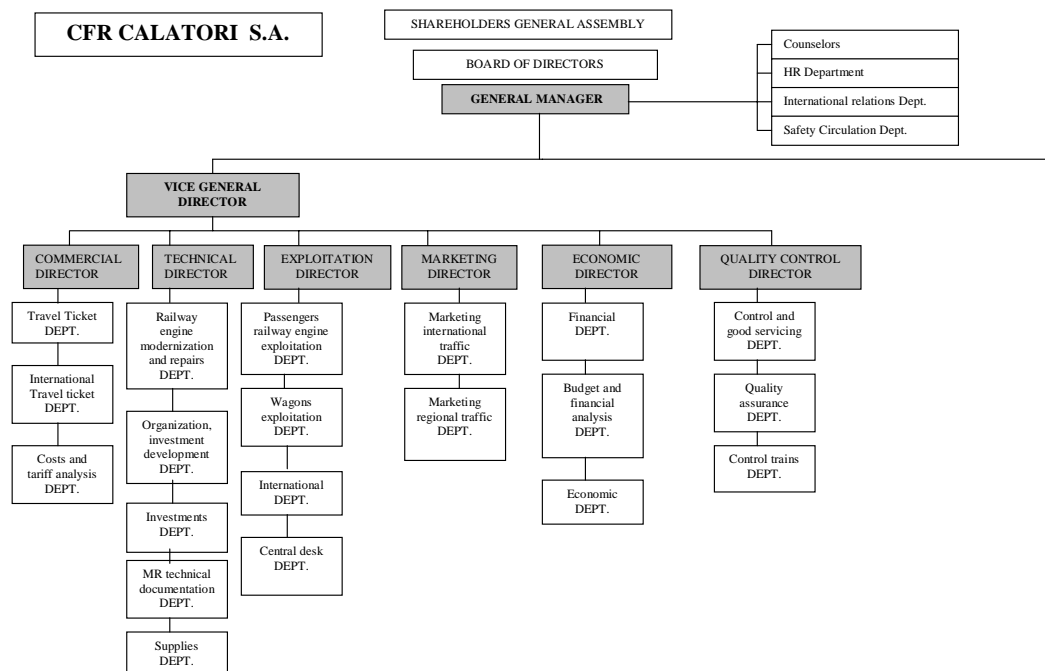 CFR CALATORI S.A.
SHAREHOLDERS GENERAL ASSEMBLY
BOARD OF DIRECTORS
GENERAL MANAGER
Counselors
HR Department
International relations Dept.
Safety Circulation Dept.
VICE GENERAL
DIRECTOR
COMMERCIAL
DIRECTOR
TECHNICAL
DIRECTOR
EXPLOITATION
DIRECTOR
MARKETING
DIRECTOR
ECONOMIC
DIRECTOR
QUALITY CONTROL
DIRECTOR
Travel Ticket
DEPT.
International
Travel ticket
DEPT.
Costs and
tariff analysis
DEPT.
Railway
engine
modernization
and repairs
DEPT.
Organization,
investment
development
DEPT.
Investments
DEPT.
MR technical
documentation
DEPT.
Supplies
DEPT.
Passengers
railway engine
exploitation
DEPT.
Wagons
exploitation
DEPT.
International
DEPT.
Central desk
DEPT.
Marketing
international
traffic
DEPT.
Marketing
regional traffic
DEPT.
Financial
DEPT.
Budget and
financial
analysis
DEPT.
Economic
DEPT.
Control and
good servicing
DEPT.
Quality
assurance
DEPT.
Control trains
DEPT.